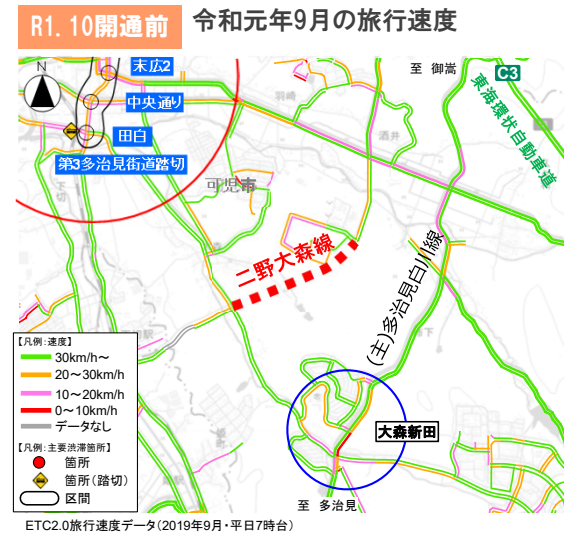 R1.10開通前
令和元年9月の旅行速度
N
末広2
中央通り
田白
第3多治見街道踏切
至 御嵩
C3
東海環状自動車道
羽崎
酒井
可児市
二野大森線
(主)多治見白川線
大森新田
至 多治見
【凡例:速度】
30km/h～
20～30km/h
10～20km/h
0～10km/h
データなし
【凡例:主要渋滞箇所】
箇所
箇所(踏切)
区間
ETC2.0旅行速度データ(2019年9月・平日7時台)